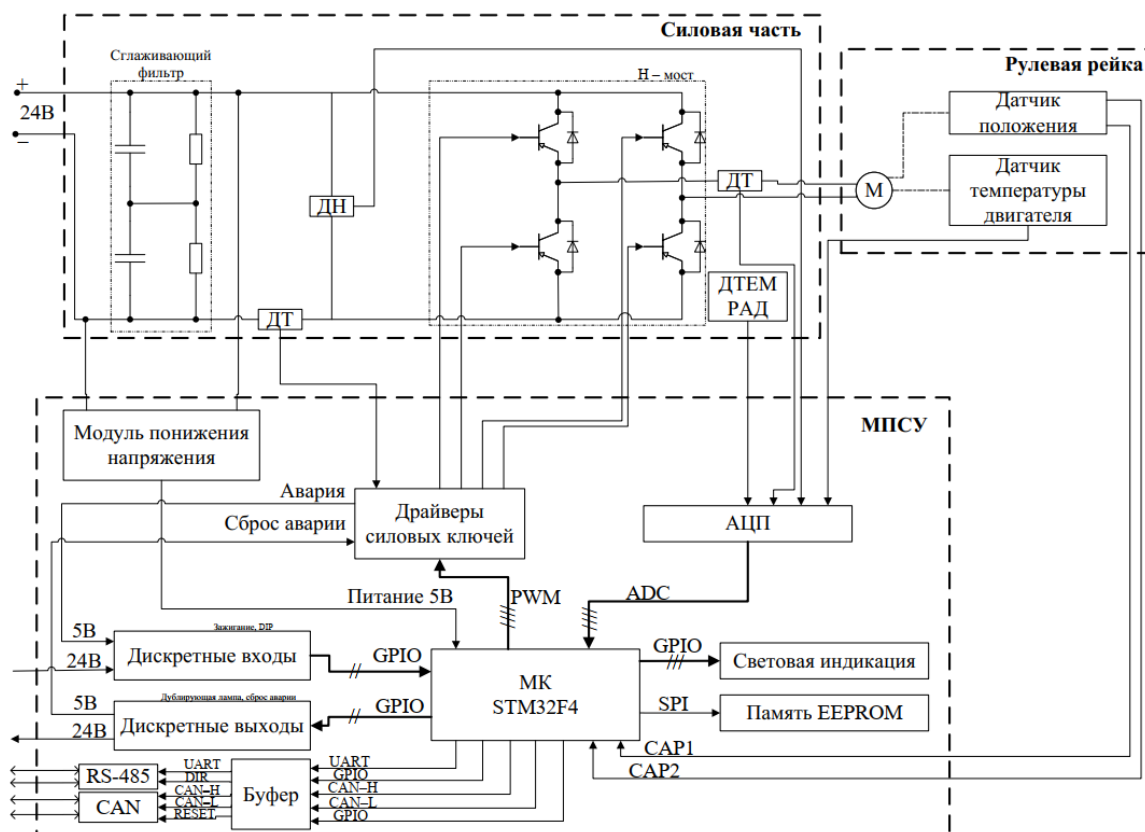 Силовая часть
Сглаживающий
фильтр
Н – мост
Рулевая рейка
+
24В
–
Датчик
положения
Датчик
температуры
двигателя
ДТ
М
ДН
ДТЕМ
РАД
ДТ
МПСУ
Модуль понижения
напряжения
Авария
Сброс аварии
Драйверы
силовых ключей
АЦП
Питание 5В
PWM
ADC
Зажигание, DIP
5В
24В
Дискретные входы
GPIO
МК
STM32F4
GPIO
Световая индикация
Дублирующая лампа, сброс аварии
5В
24В
Дискретные выходы
GPIO
SPI
Память EEPROM
CAP1
CAP2
RS-485
CAN
UART
DIR
CAN–H
CAN–L
RESET
Буфер
UART
GPIO
CAN–H
CAN–L
GPIO